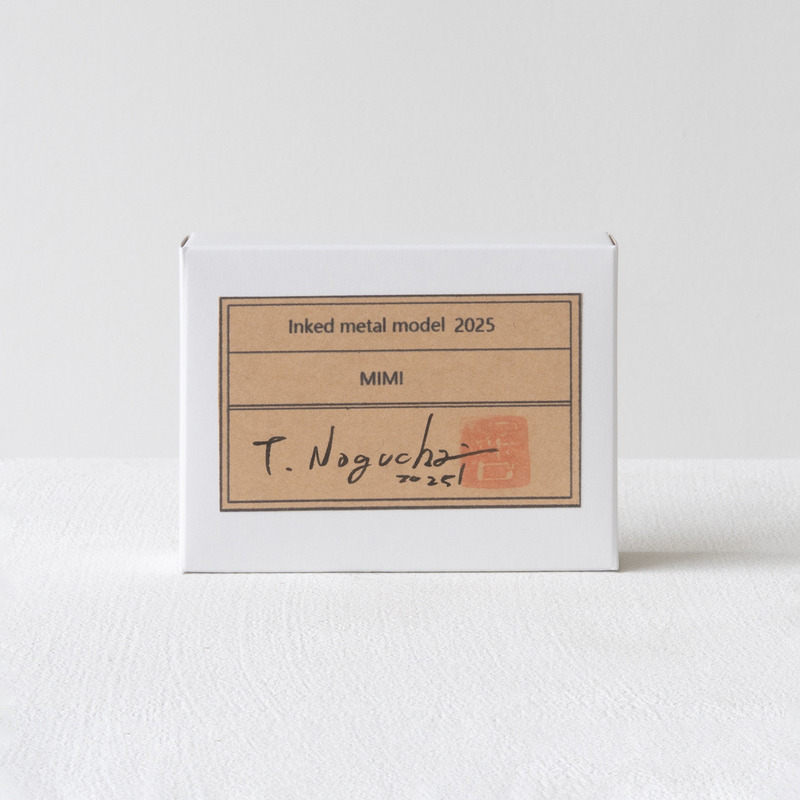 Inked metal model 2025
MIMI
T. Noguchi
2025